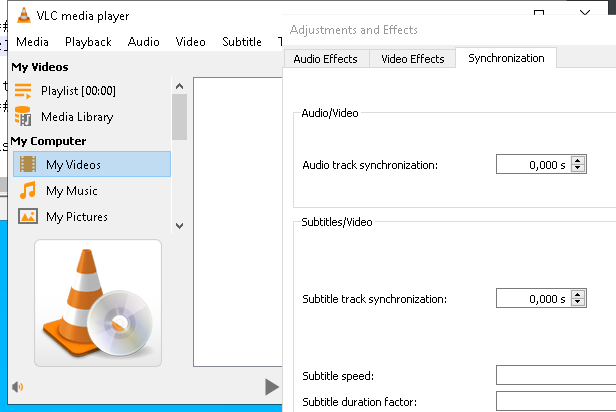 VLC media player
Media Playback Audio Video Subtitle
My Videos
Playlist [00:00]
Media Library
My Computer
My Videos
My Music
My Pictures
Adjustments and Effects
Audio Effects Video Effects Synchronization
Audio/Video
Audio track synchronization: 0,000 s
Subtitles/Video
Subtitle track synchronization: 0,000 s
Subtitle speed:
Subtitle duration factor: